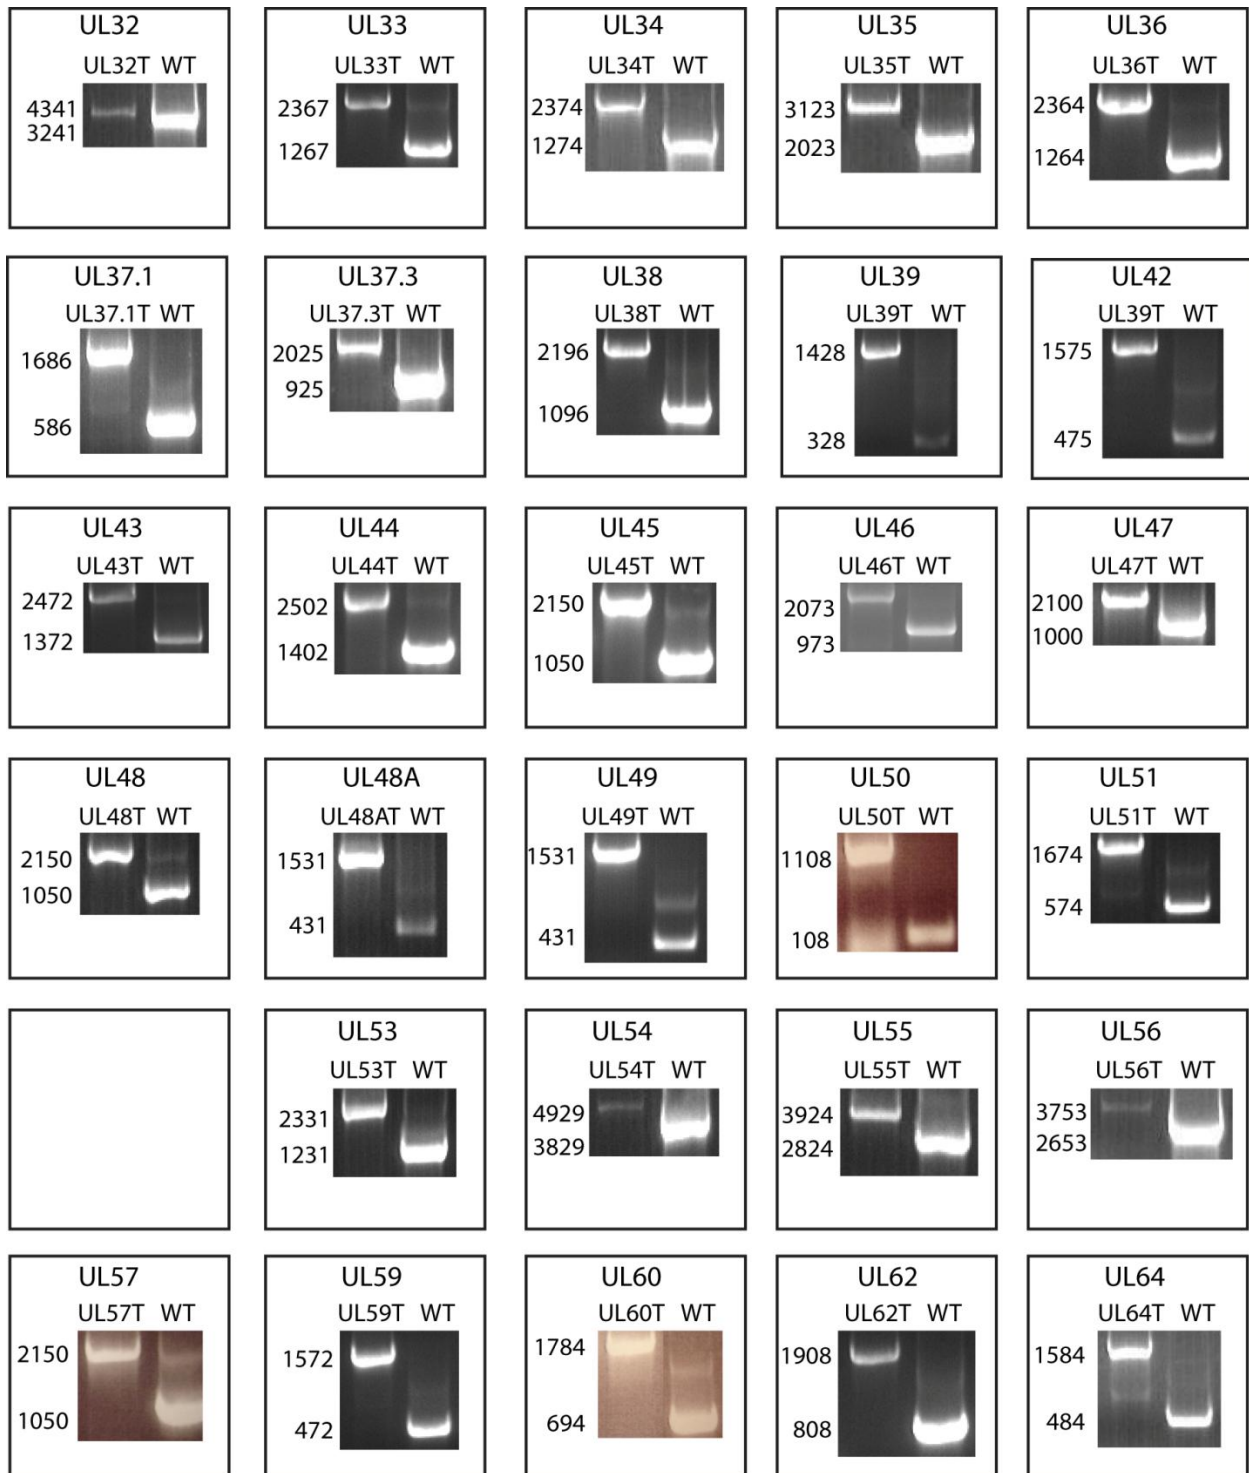 UL32
UL32T WT
4341
3241
UL33
UL33T WT
2367
1267
UL34
UL34T WT
2374
1274
UL35
UL35T WT
3123
2023
UL36
UL36T WT
2364
1264
UL37.1
UL37.1T WT
1686
586
UL37.3
UL37.3T WT
2025
925
UL38
UL38T WT
2196
1096
UL39
UL39T WT
1428
328
UL42
UL39T WT
1575
475
UL43
UL43T WT
2472
1372
UL44
UL44T WT
2502
1402
UL45
UL45T WT
2150
1050
UL46
UL46T WT
2073
973
UL47
UL47T WT
2100
1000
UL48
UL48T WT
2150
1050
UL48A
UL48AT WT
1531
431
UL49
UL49T WT
1531
431
UL50
UL50T WT
1108
108
UL51
UL51T WT
1674
574
UL53
UL53T WT
2331
1231
UL54
UL54T WT
4929
3829
UL55
UL55T WT
3924
2824
UL56
UL56T WT
3753
2653
UL57
UL57T WT
2150
1050
UL59
UL59T WT
1572
472
UL60
UL60T WT
1784
694
UL62
UL62T WT
1908
808
UL64
UL64T WT
1584
484